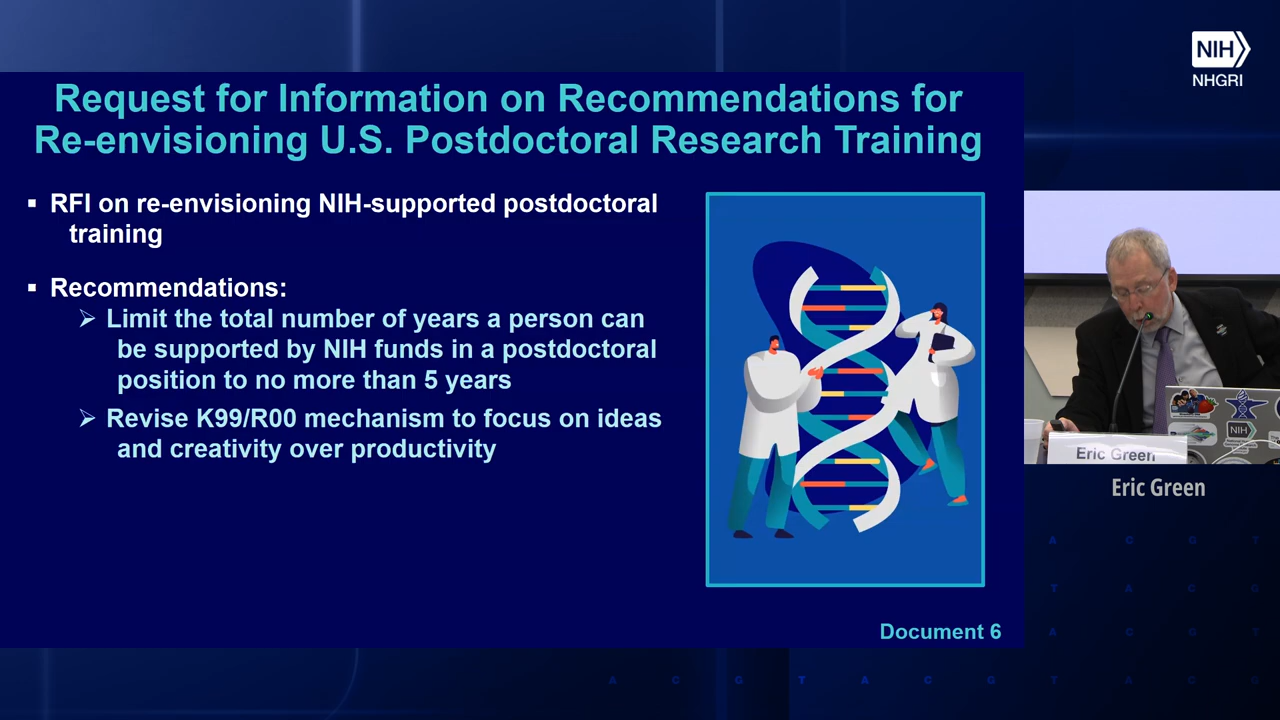 NIH
NHGRI
Request for Information on Recommendations for
Re-envisioning U.S. Postdoctoral Research Training
▪ RFI on re-envisioning NIH-supported postdoctoral
training
▪ Recommendations:
➢ Limit the total number of years a person can
be supported by NIH funds in a postdoctoral
position to no more than 5 years
➢ Revise K99/R00 mechanism to focus on ideas
and creativity over productivity
Document 6
NIH
Eric Green
Eric Green
A C G T
T A C G
A C G T
A C G T A C G T A C G